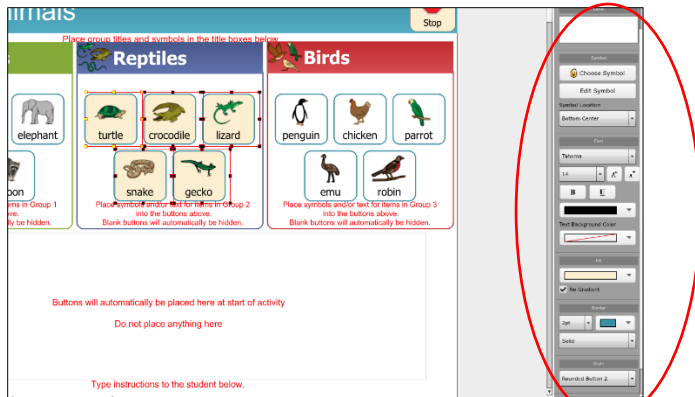 nimals
Stop
Place group titles and symbols in the title boxes below
s
Reptiles
Birds
elephant
turtle
crocodile
lizard
penguin
chicken
parrot
oon
snake
gecko
emu
robin
ems in Group 1
ve.
lly be hidden.
Place symbols and/or text for items in Group 2
into the buttons above.
Blank buttons will automatically be hidden.
Place symbols and/or text for items in Group 3
into the buttons above.
Blank buttons will automatically be hidden.
Buttons will automatically be placed here at start of activity
Do not place anything here
Type instructions to the student below.
Symbol
Choose Symbol
Edit Symbol
Symbol Location
Bottom Center
Font
Tahoma
14
A
A
B
U
Text Background Color
Fill
No Gradient
Border
2pt
Solid
Style
Rounded Button 2